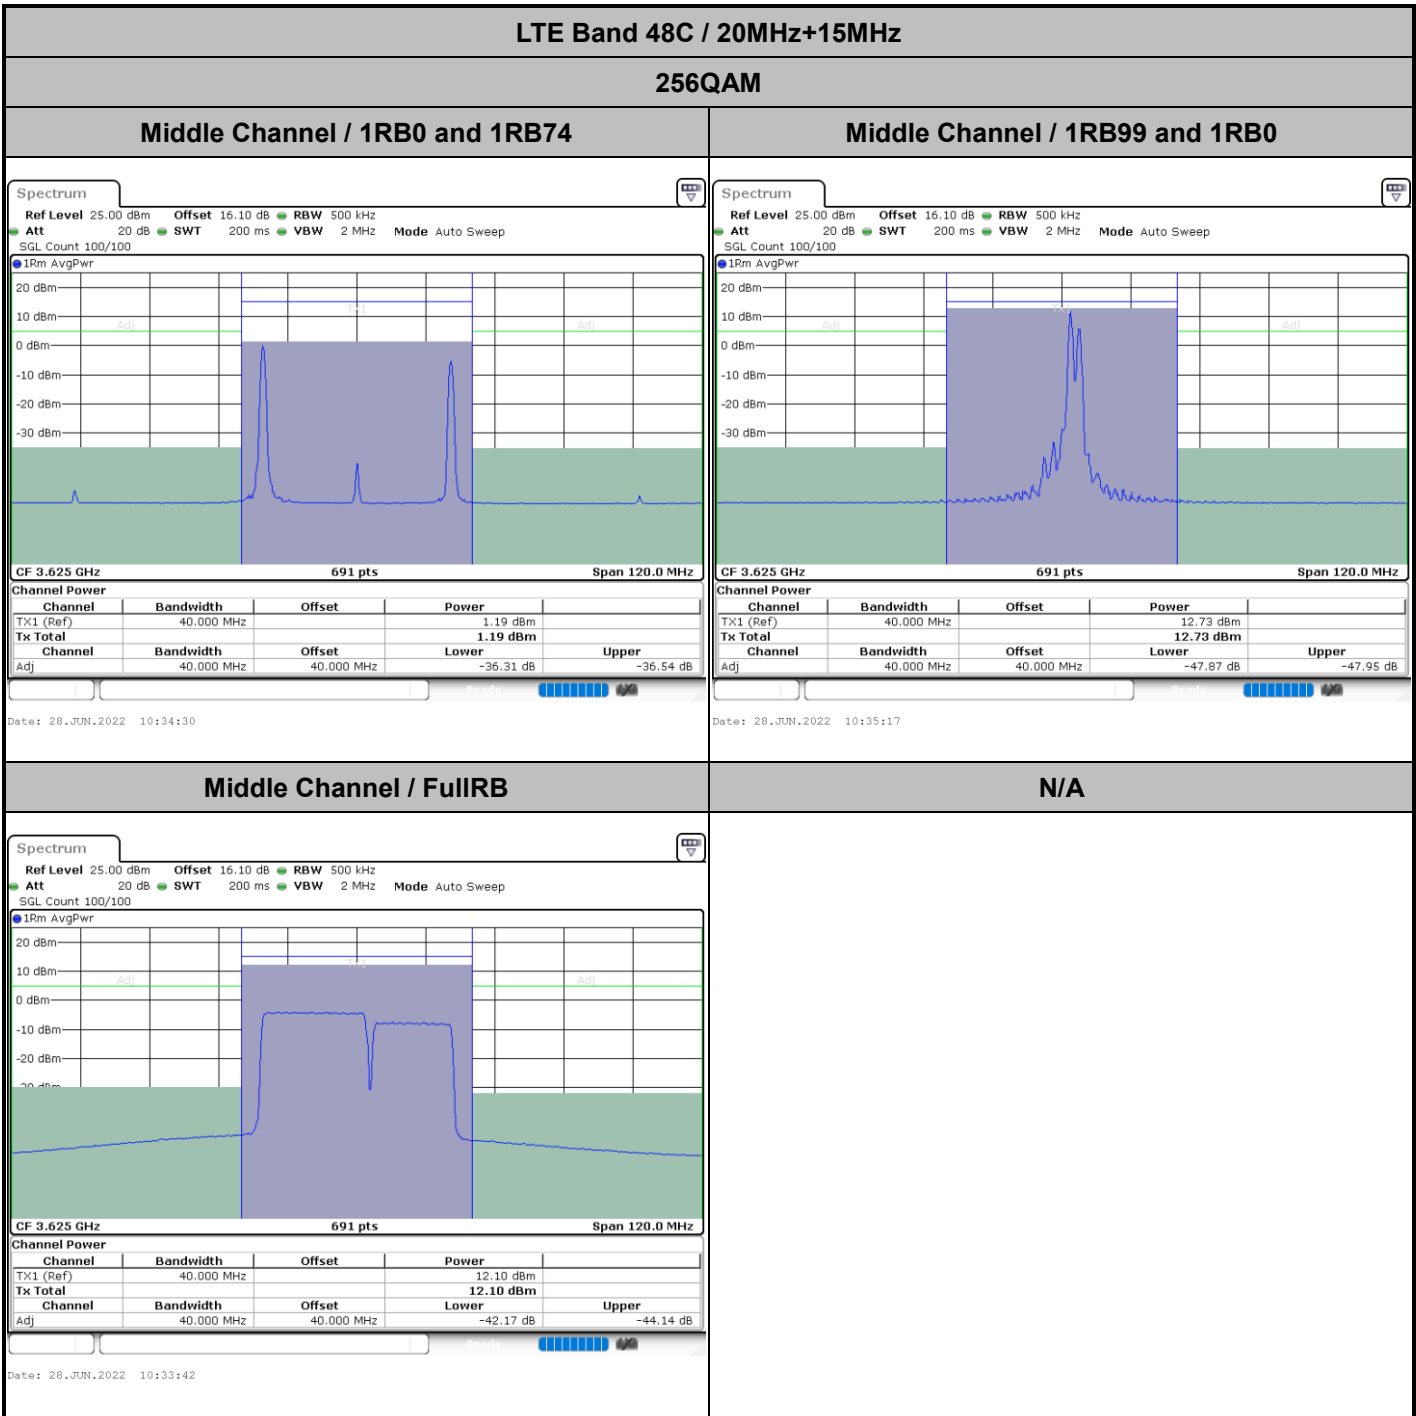 LTE Band 48C / 20MHz+15MHz
256QAM
Middle Channel / 1RB0 and 1RB74
Middle Channel / 1RB99 and 1RB0
Spectrum
Ref Level 25.00 dBm Offset 16.10 dB RBW 500 kHz
Att 20 dB SWT 200 ms VBW 2 MHz Mode Auto Sweep
SGL Count 100/100
1Rm AvgPwr
20 dBm
TX1
10 dBm
Adj
Adj
0 dBm
-10 dBm
-20 dBm
-30 dBm
CF 3.625 GHz 691 pts Span 120.0 MHz
Channel Power
Channel Bandwidth Offset Power
TX1 (Ref) 40.000 MHz 1.19 dBm
Tx Total 1.19 dBm
Channel Bandwidth Offset Lower Upper
Adj 40.000 MHz 40.000 MHz -36.31 dB -36.54 dB
Ready
Date: 28.JUN.2022 10:34:30
Spectrum
Ref Level 25.00 dBm Offset 16.10 dB RBW 500 kHz
Att 20 dB SWT 200 ms VBW 2 MHz Mode Auto Sweep
SGL Count 100/100
1Rm AvgPwr
20 dBm
10 dBm
Adj
Adj
0 dBm
-10 dBm
-20 dBm
-30 dBm
CF 3.625 GHz 691 pts Span 120.0 MHz
Channel Power
Channel Bandwidth Offset Power
TX1 (Ref) 40.000 MHz 12.73 dBm
Tx Total 12.73 dBm
Channel Bandwidth Offset Lower Upper
Adj 40.000 MHz 40.000 MHz -47.87 dB -47.95 dB
Ready
Date: 28.JUN.2022 10:35:17
Middle Channel / FullRB
N/A
Spectrum
Ref Level 25.00 dBm Offset 16.10 dB RBW 500 kHz
Att 20 dB SWT 200 ms VBW 2 MHz Mode Auto Sweep
SGL Count 100/100
1Rm AvgPwr
20 dBm
TX1
10 dBm
Adj
Adj
0 dBm
-10 dBm
-20 dBm
CF 3.625 GHz 691 pts Span 120.0 MHz
Channel Power
Channel Bandwidth Offset Power
TX1 (Ref) 40.000 MHz 12.10 dBm
Tx Total 12.10 dBm
Channel Bandwidth Offset Lower Upper
Adj 40.000 MHz 40.000 MHz -42.17 dB -44.14 dB
Ready
Date: 28.JUN.2022 10:33:42